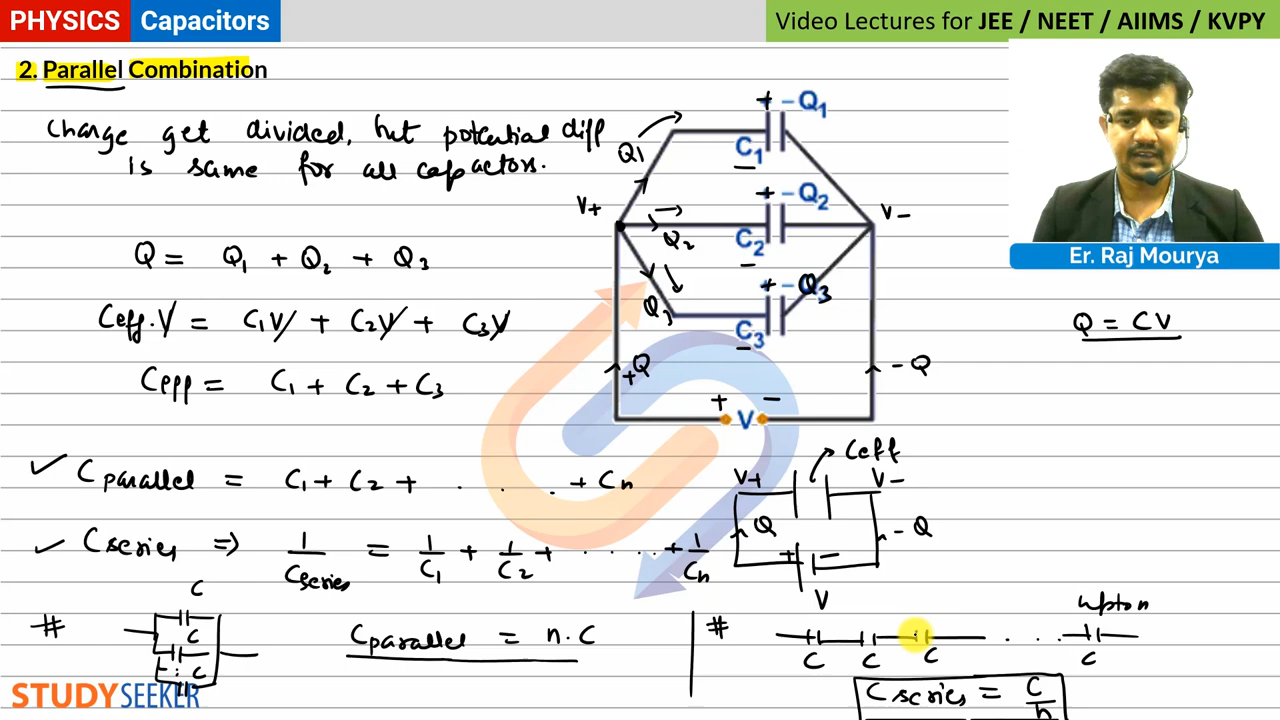 PHYSICS Capacitors
Video Lectures for JEE / NEET / AIIMS / KVPY
2. Parallel Combination
Charge get divided, but potential diff
is same for all capactors.
Q = Q1 + Q2 + Q3
Ceff.V = C1V + C2V + C3V
Ceff = C1 + C2 + C3
C parallel = C1 + C2 + . . . . + Cn
Cseries ⇒ 1/Cseries = 1/C1 + 1/C2 + . . . . + 1/Cn
+ - Q1
Q1
C1
-
V+
+ - Q2
V-
Q2
C2
-
+ - Q3
Q3
C3
-
+Q
- Q
+ -
V
Er. Raj Mourya
Q = CV
Ceff
V+
V-
Q
- Q
+ -
V
#
C
C
C
Cparallel = n.C
#
upto n
C C C . . . . C
Cseries = C/n
STUDYSEEKER